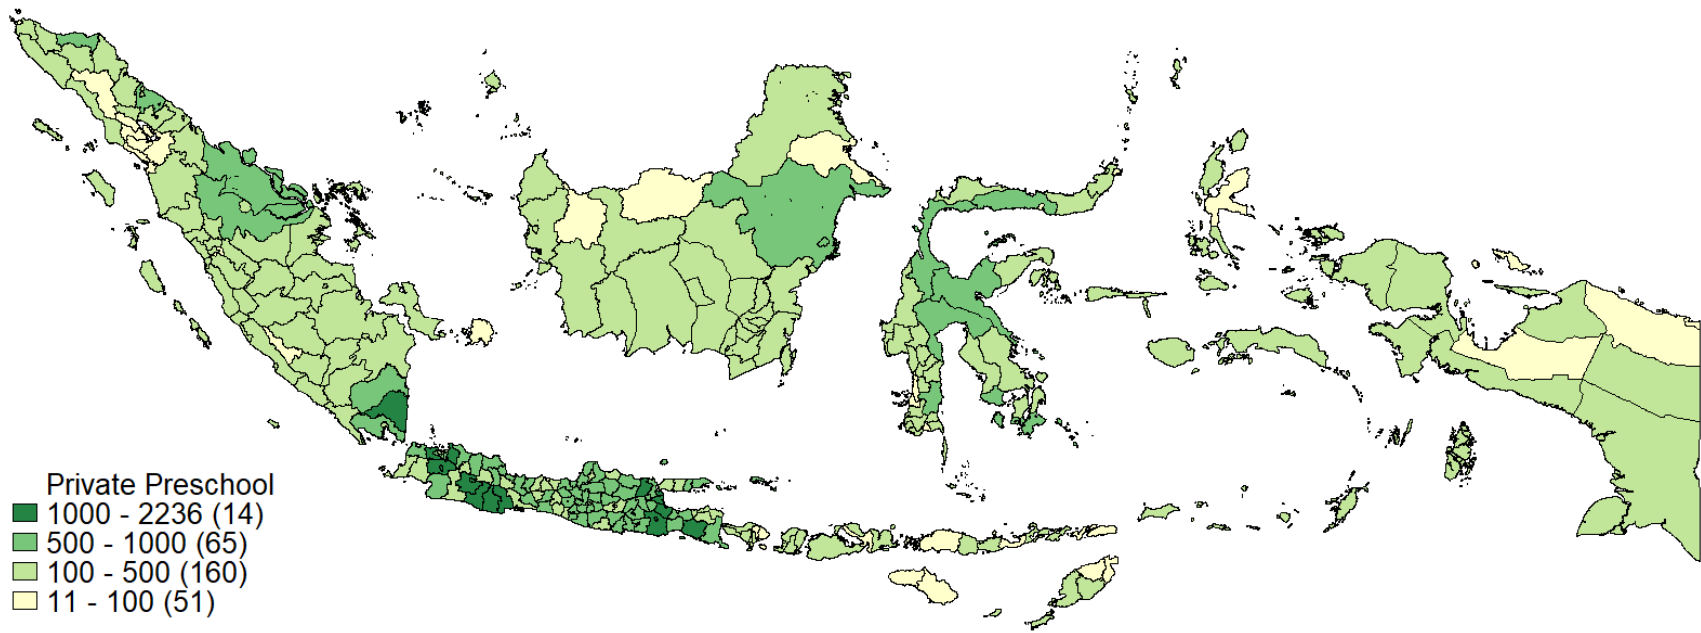 Private Preschool
1000 - 2236 (14)
500 - 1000 (65)
100 - 500 (160)
11 - 100 (51)